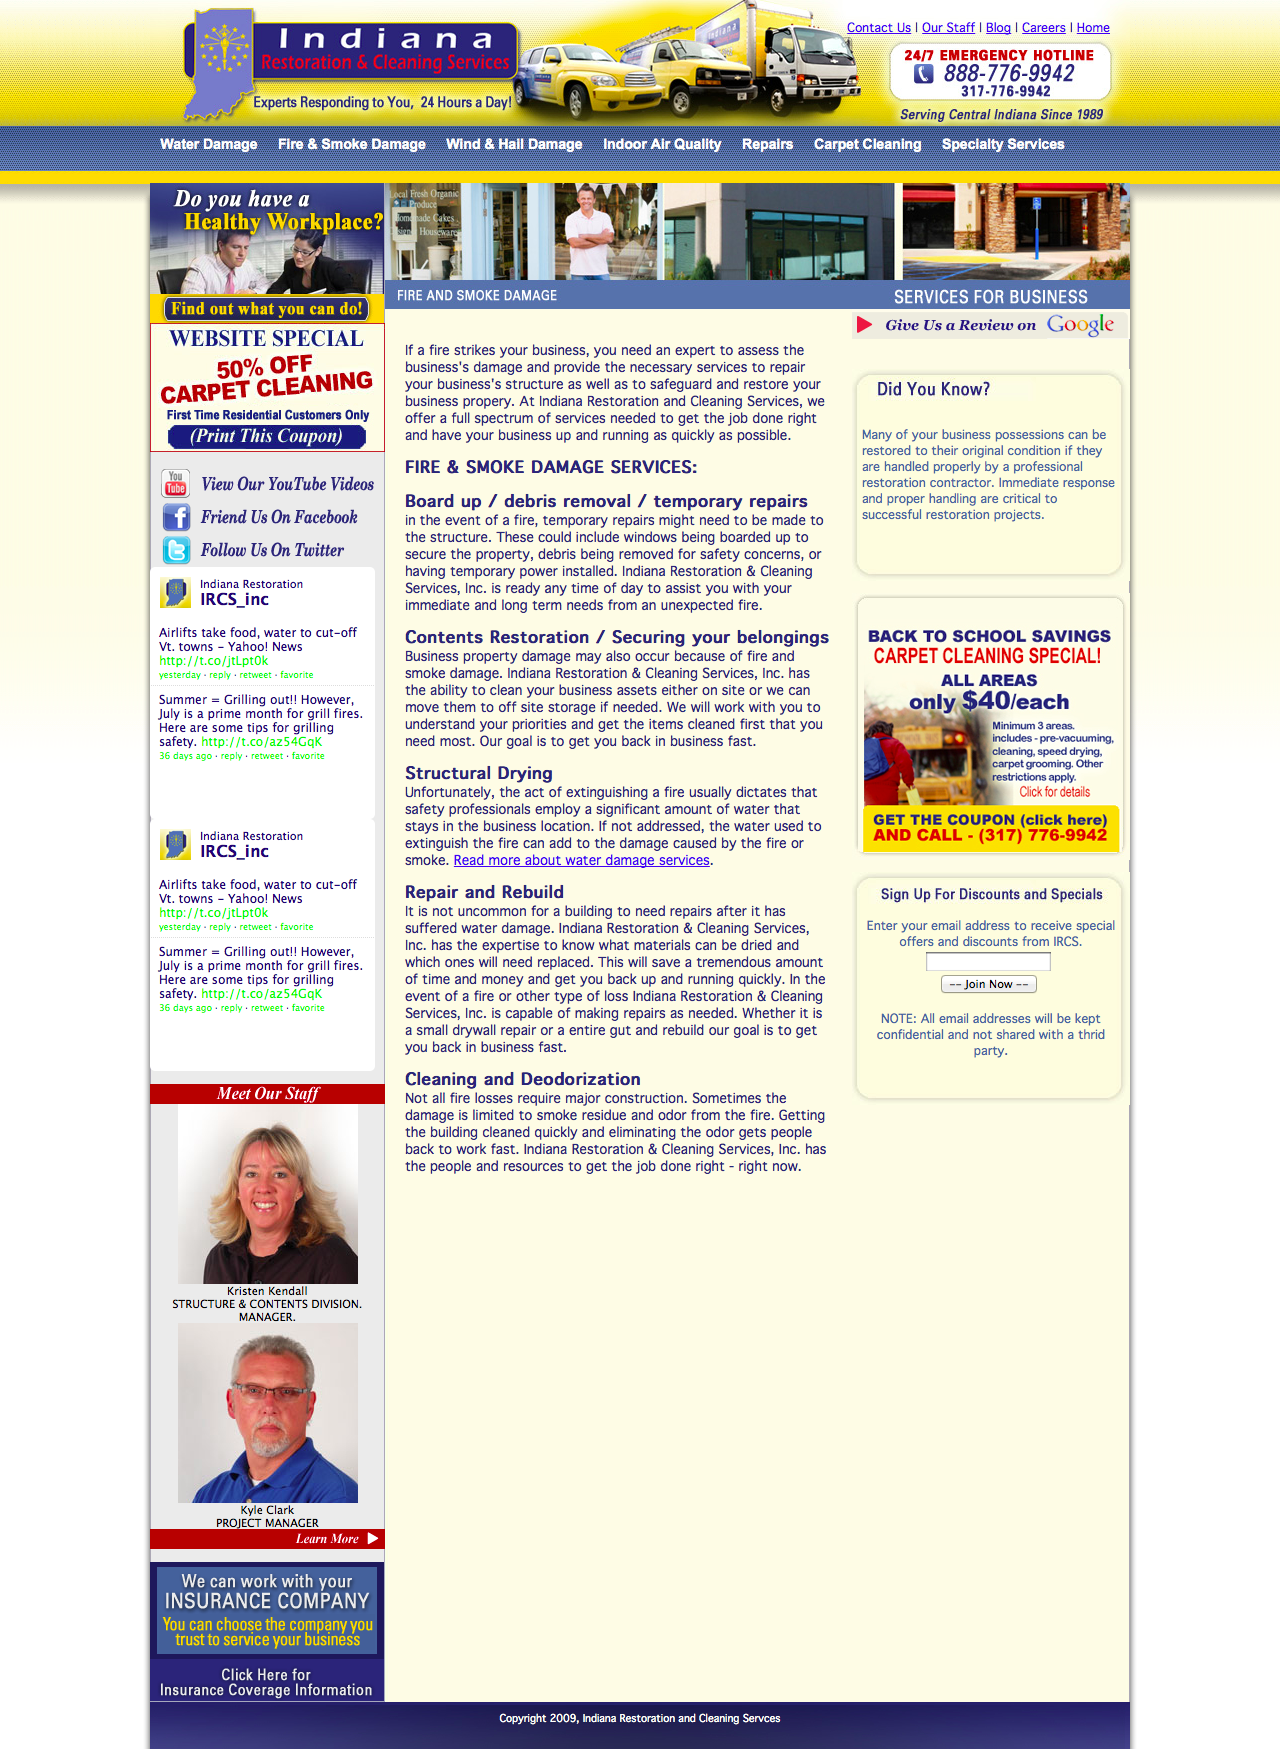 Indiana
Restoration & Cleaning Services
Experts Responding to You, 24 Hours a Day!
Contact Us | Our Staff | Blog | Careers | Home
24/7 EMERGENCY HOTLINE
888-776-9942
317-776-9942
Serving Central Indiana Since 1989
Water Damage Fire & Smoke Damage Wind & Hail Damage Indoor Air Quality Repairs Carpet Cleaning Specialty Services
Do you have a
Healthy Workplace?
Find out what you can do!
WEBSITE SPECIAL
50% OFF
CARPET CLEANING
First Time Residential Customers Only
(Print This Coupon)
You
Tube
View Our YouTube Videos
Friend Us On Facebook
Follow Us On Twitter
Indiana Restoration
IRCS_inc
Airlifts take food, water to cut-off
Vt. towns - Yahoo! News
http://t.co/jtLpt0k
yesterday · reply · retweet · favorite
Summer = Grilling out!! However,
July is a prime month for grill fires.
Here are some tips for grilling
safety. http://t.co/az54GqK
36 days ago · reply · retweet · favorite
Indiana Restoration
IRCS_inc
Airlifts take food, water to cut-off
Vt. towns - Yahoo! News
http://t.co/jtLpt0k
yesterday · reply · retweet · favorite
Summer = Grilling out!! However,
July is a prime month for grill fires.
Here are some tips for grilling
safety. http://t.co/az54GqK
36 days ago · reply · retweet · favorite
Meet Our Staff
Kristen Kendall
STRUCTURE & CONTENTS DIVISION.
MANAGER.
Kyle Clark
PROJECT MANAGER
Learn More
We can work with your
INSURANCE COMPANY
You can choose the company you
trust to service your business
Click Here for
Insurance Coverage Information
Local Fresh Organic
Produce
Homemade Cakes
Designer Housewares
FIRE AND SMOKE DAMAGE
SERVICES FOR BUSINESS
If a fire strikes your business, you need an expert to assess the
business's damage and provide the necessary services to repair
your business's structure as well as to safeguard and restore your
business propery. At Indiana Restoration and Cleaning Services, we
offer a full spectrum of services needed to get the job done right
and have your business up and running as quickly as possible.
FIRE & SMOKE DAMAGE SERVICES:
Board up / debris removal / temporary repairs
in the event of a fire, temporary repairs might need to be made to
the structure. These could include windows being boarded up to
secure the property, debris being removed for safety concerns, or
having temporary power installed. Indiana Restoration & Cleaning
Services, Inc. is ready any time of day to assist you with your
immediate and long term needs from an unexpected fire.
Contents Restoration / Securing your belongings
Business property damage may also occur because of fire and
smoke damage. Indiana Restoration & Cleaning Services, Inc. has
the ability to clean your business assets either on site or we can
move them to off site storage if needed. We will work with you to
understand your priorities and get the items cleaned first that you
need most. Our goal is to get you back in business fast.
Structural Drying
Unfortunately, the act of extinguishing a fire usually dictates that
safety professionals employ a significant amount of water that
stays in the business location. If not addressed, the water used to
extinguish the fire can add to the damage caused by the fire or
smoke. Read more about water damage services.
Repair and Rebuild
It is not uncommon for a building to need repairs after it has
suffered water damage. Indiana Restoration & Cleaning Services,
Inc. has the expertise to know what materials can be dried and
which ones will need replaced. This will save a tremendous amount
of time and money and get you back up and running quickly. In the
event of a fire or other type of loss Indiana Restoration & Cleaning
Services, Inc. is capable of making repairs as needed. Whether it is
a small drywall repair or a entire gut and rebuild our goal is to get
you back in business fast.
Cleaning and Deodorization
Not all fire losses require major construction. Sometimes the
damage is limited to smoke residue and odor from the fire. Getting
the building cleaned quickly and eliminating the odor gets people
back to work fast. Indiana Restoration & Cleaning Services, Inc. has
the people and resources to get the job done right - right now.
Give Us a Review on Google
Did You Know?
Many of your business possessions can be
restored to their original condition if they
are handled properly by a professional
restoration contractor. Immediate response
and proper handling are critical to
successful restoration projects.
BACK TO SCHOOL SAVINGS
CARPET CLEANING SPECIAL!
ALL AREAS
only $40/each
Minimum 3 areas.
includes - pre-vacuuming,
cleaning, speed drying,
carpet grooming. Other
restrictions apply.
Click for details
GET THE COUPON (click here)
AND CALL - (317) 776-9942
Sign Up For Discounts and Specials
Enter your email address to receive special
offers and discounts from IRCS.
-- Join Now --
NOTE: All email addresses will be kept
confidential and not shared with a thrid
party.
Copyright 2009, Indiana Restoration and Cleaning Servces